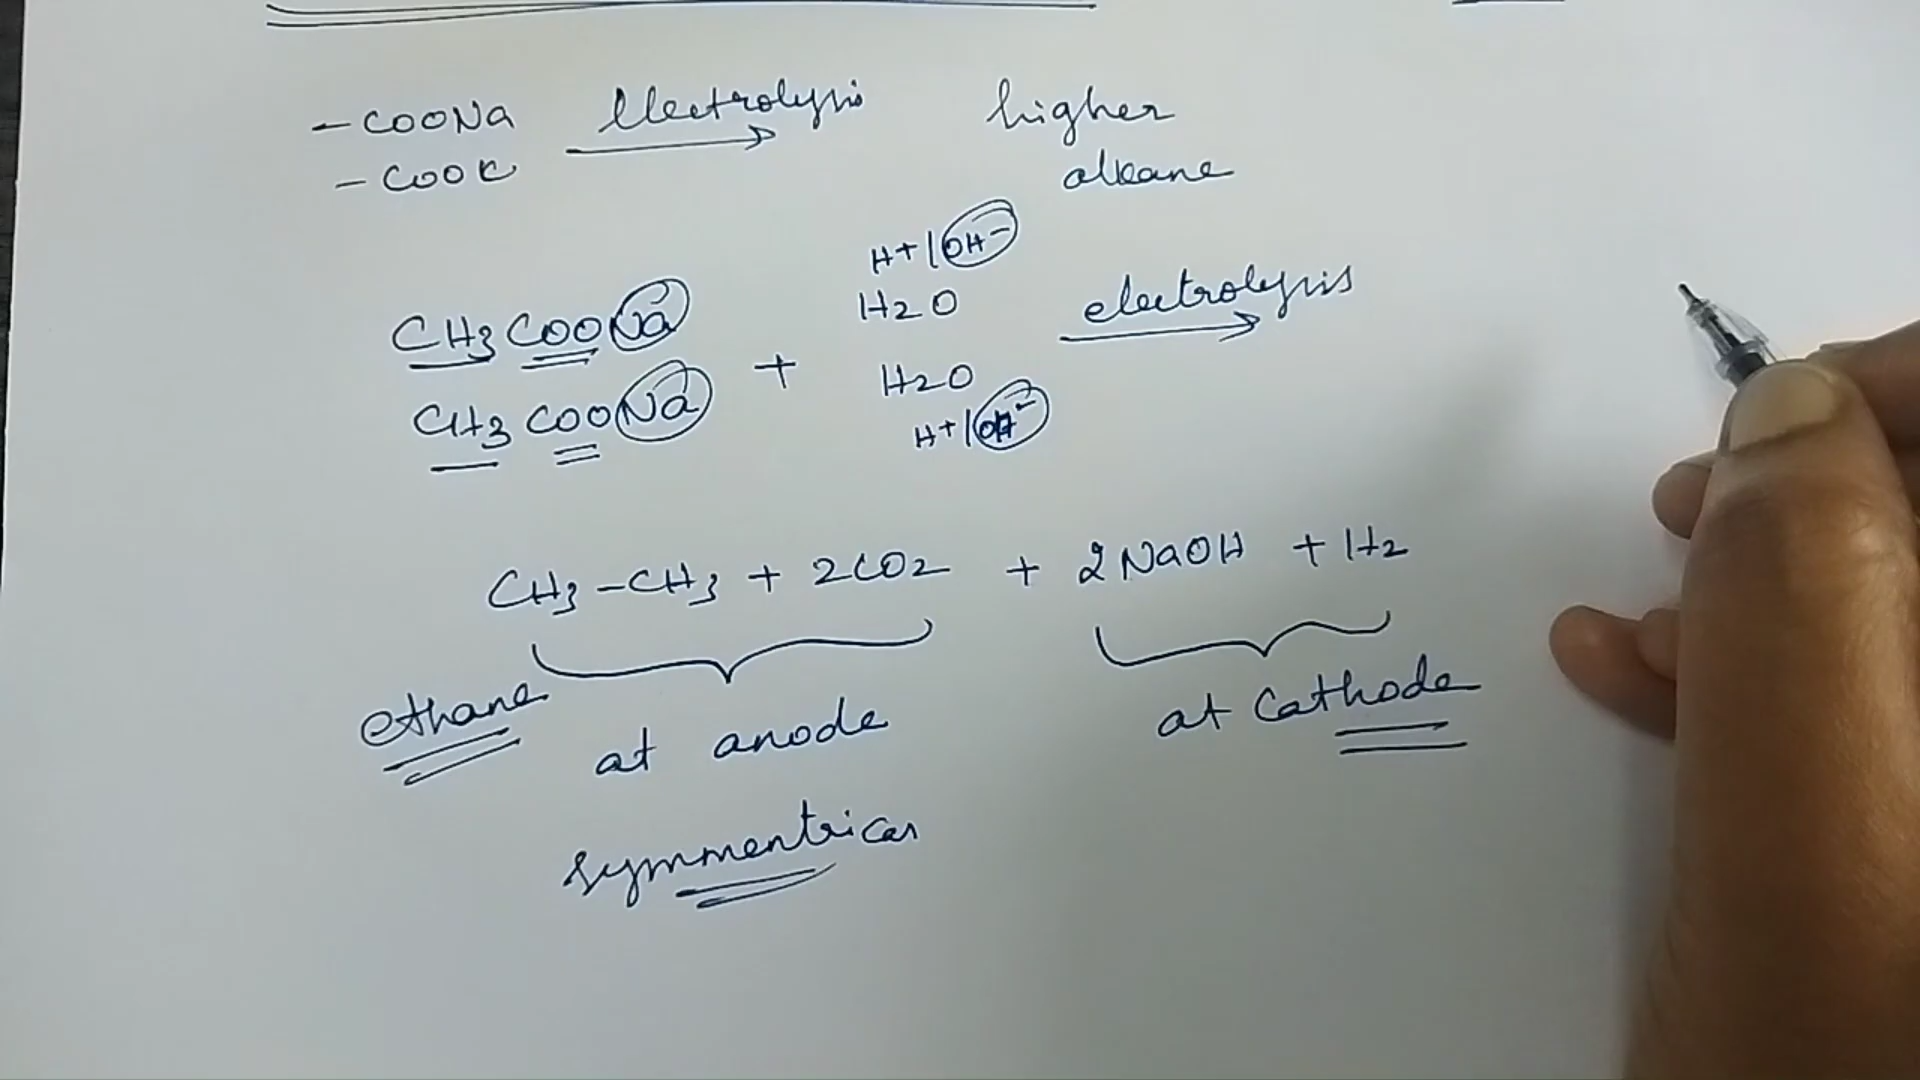 -COONa electrolysis higher
-COOK alkane
H+|OH-
CH3COONa H2O electrolysis
+
CH3COONa H2O
H+|OH-
CH3-CH3 + 2CO2 + 2NaOH + H2
ethane at anode at cathode
symmentrical